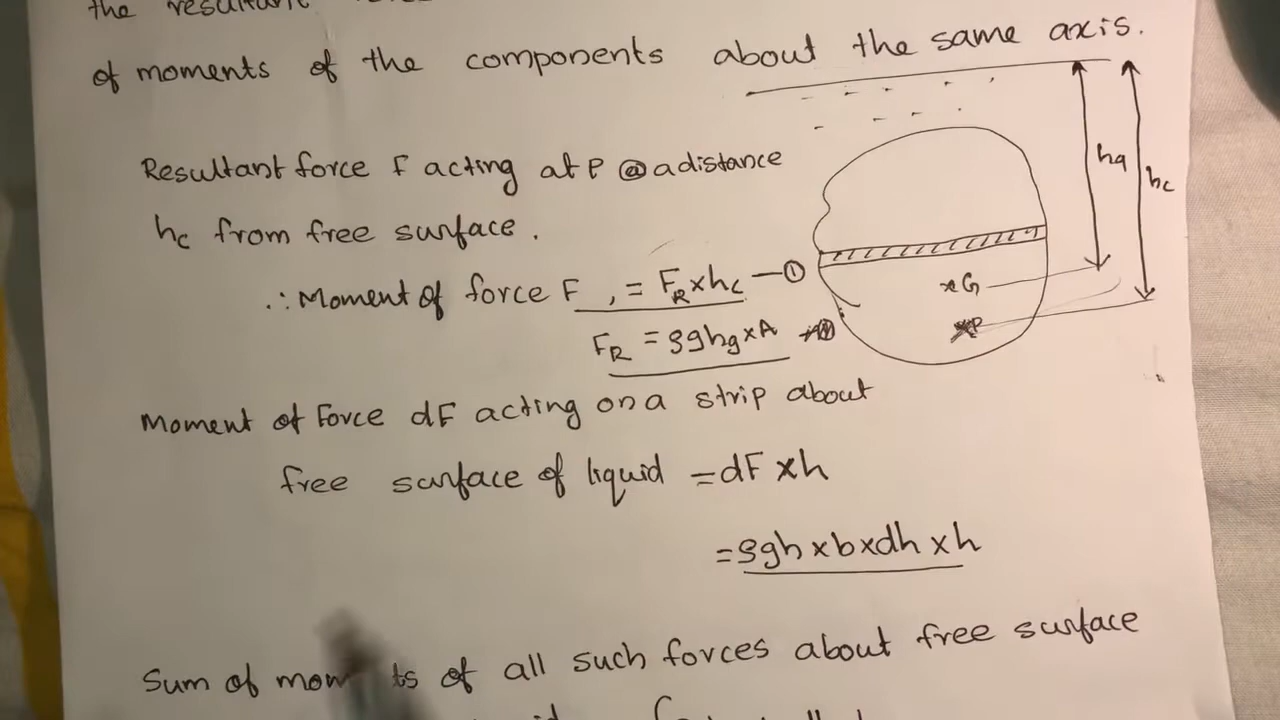 the resultant
of moments of the components about the same axis.
Resultant force F acting at P @ a distance
hc from free surface.
∴ Moment of force F, = FR × hc — ①
FR = ρghg × A
Moment of Force dF acting on a strip about
free surface of liquid = dF × h
= ρgh × b × dh × h
Sum of of all such forces about free surface
hg
hc
×G
P